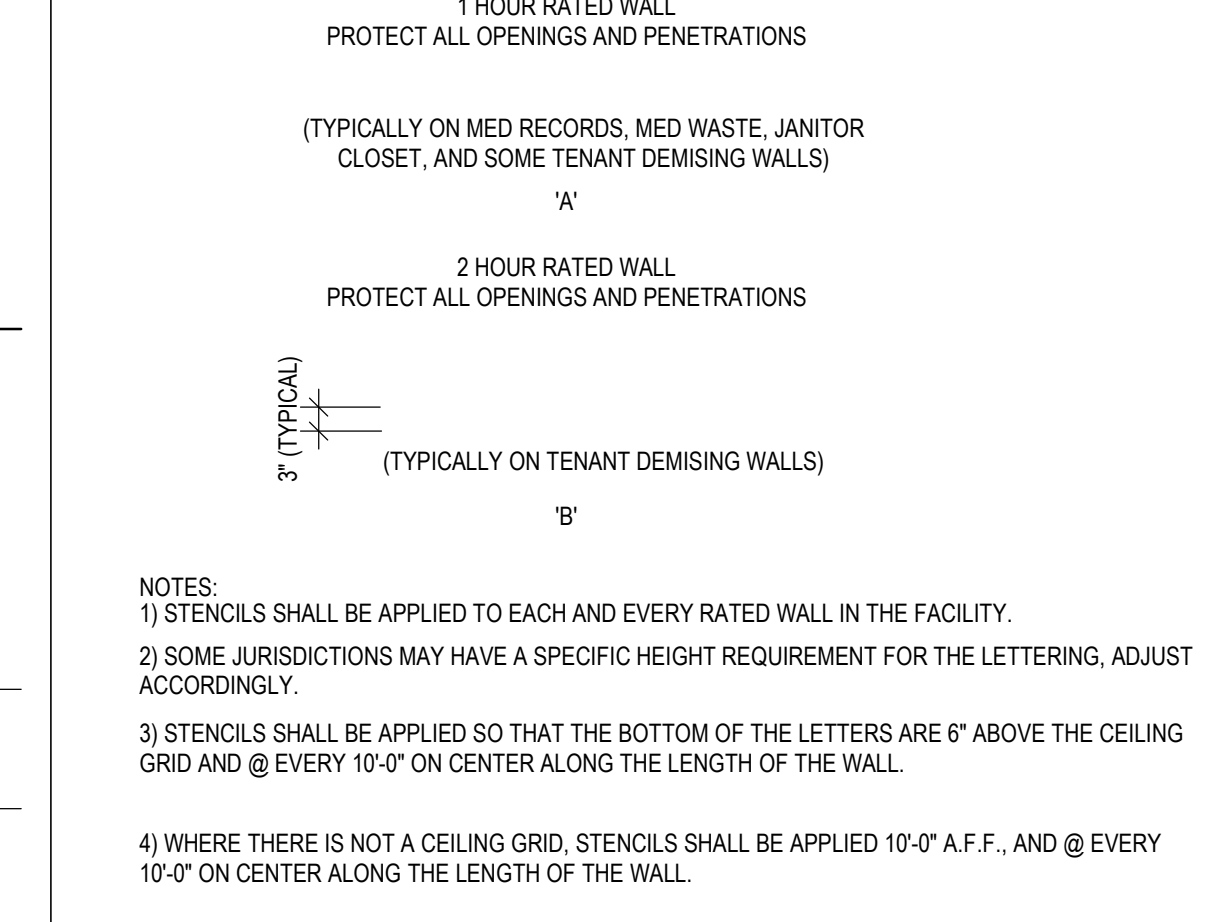 1 HOUR RATED WALL
PROTECT ALL OPENINGS AND PENETRATIONS
(TYPICALLY ON MED RECORDS, MED WASTE, JANITOR
CLOSET, AND SOME TENANT DEMISING WALLS)
'A'
2 HOUR RATED WALL
PROTECT ALL OPENINGS AND PENETRATIONS
3" (TYPICAL)
(TYPICALLY ON TENANT DEMISING WALLS)
'B'
NOTES:
1) STENCILS SHALL BE APPLIED TO EACH AND EVERY RATED WALL IN THE FACILITY.
2) SOME JURISDICTIONS MAY HAVE A SPECIFIC HEIGHT REQUIREMENT FOR THE LETTERING, ADJUST
ACCORDINGLY.
3) STENCILS SHALL BE APPLIED SO THAT THE BOTTOM OF THE LETTERS ARE 6" ABOVE THE CEILING
GRID AND @ EVERY 10'-0" ON CENTER ALONG THE LENGTH OF THE WALL.
4) WHERE THERE IS NOT A CEILING GRID, STENCILS SHALL BE APPLIED 10'-0" A.F.F., AND @ EVERY
10'-0" ON CENTER ALONG THE LENGTH OF THE WALL.